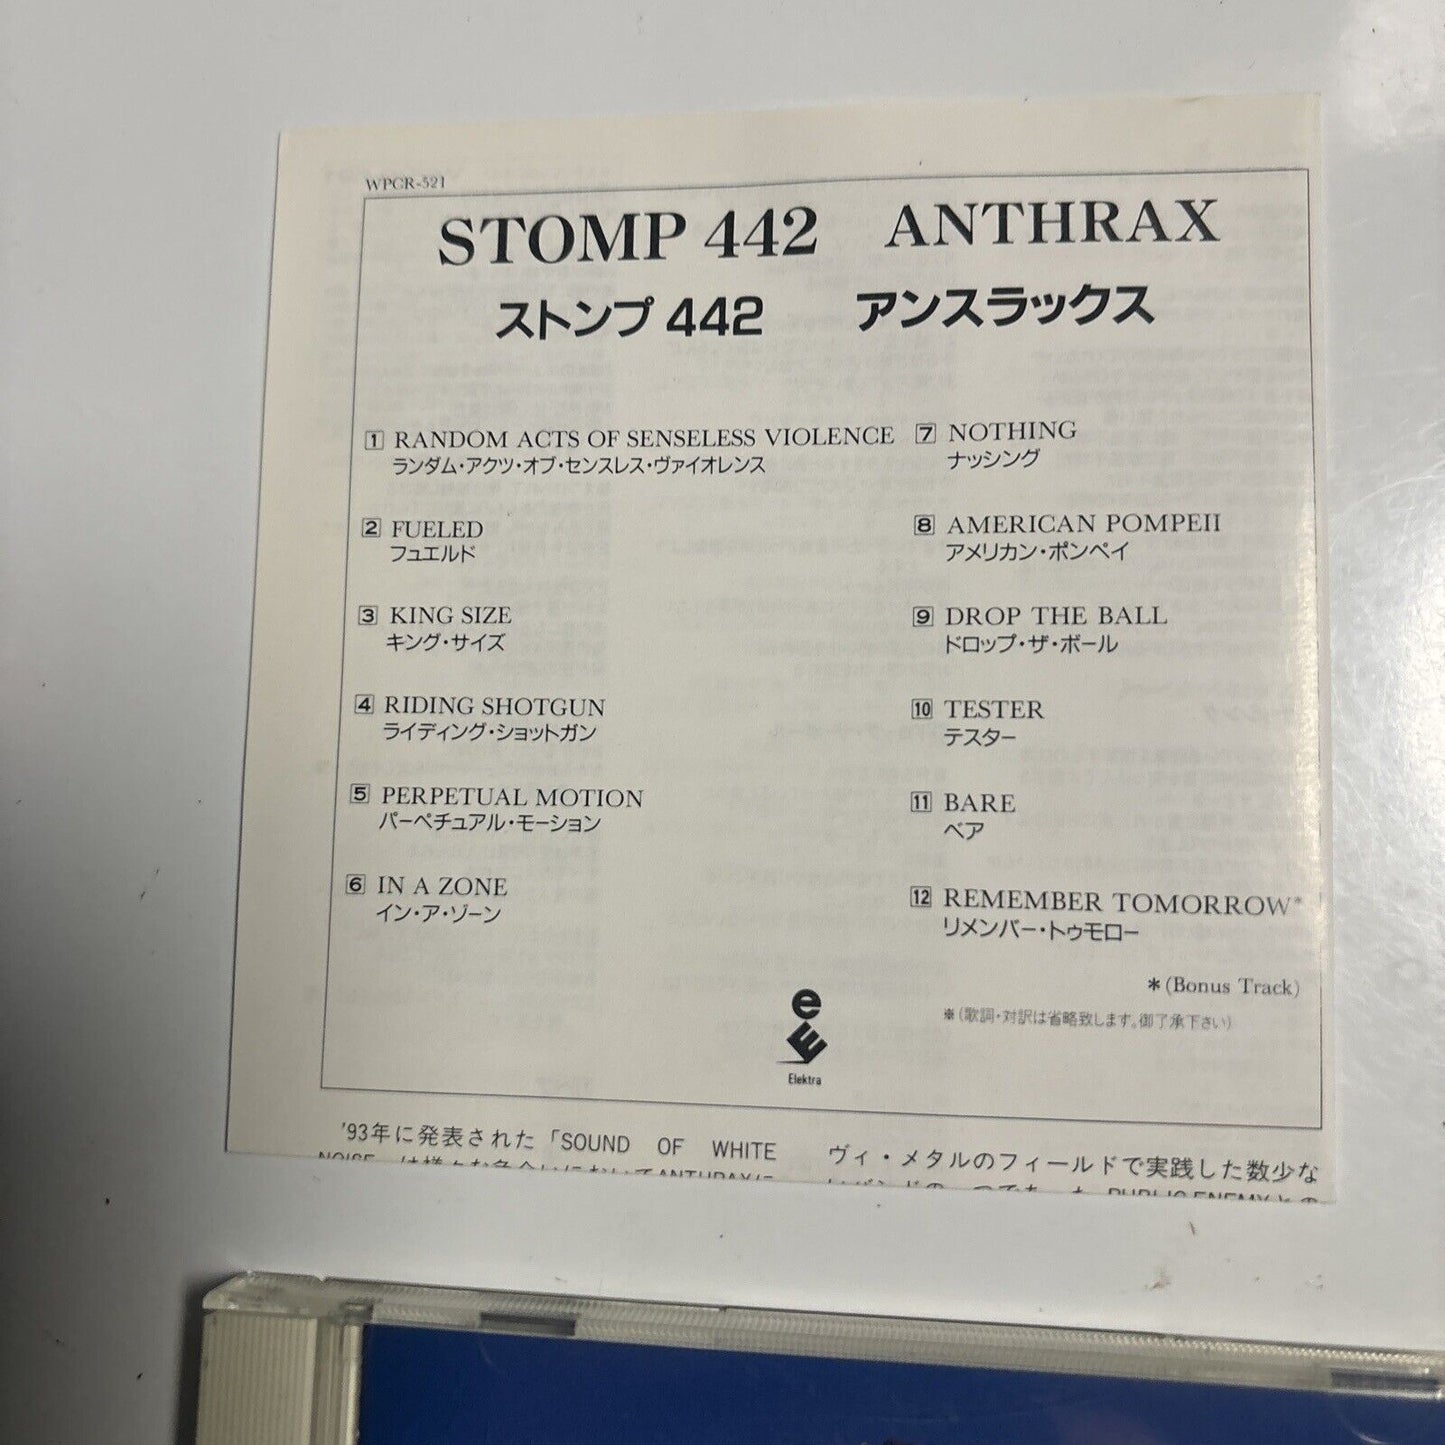 WPCR-521
STOMP 442 ANTHRAX
ストンプ 442 アンスラックス
1 RANDOM ACTS OF SENSELESS VIOLENCE
ランダム・アクツ・オブ・センスレス・ヴァイオレンス
2 FUELED
フュエルド
3 KING SIZE
キング・サイズ
4 RIDING SHOTGUN
ライディング・ショットガン
5 PERPETUAL MOTION
パーペチュアル・モーション
6 IN A ZONE
イン・ア・ゾーン
7 NOTHING
ナッシング
8 AMERICAN POMPEII
アメリカン・ポンペイ
9 DROP THE BALL
ドロップ・ザ・ボール
10 TESTER
テスター
11 BARE
ベア
12 REMEMBER TOMORROW*
リメンバー・トゥモロー
*(Bonus Track)
※(歌詞・対訳は省略致します。御了承下さい)
e
E
Elektra
'93年に発表された「SOUND OF WHITE
ヴィ・メタルのフィールドで実践した数少な